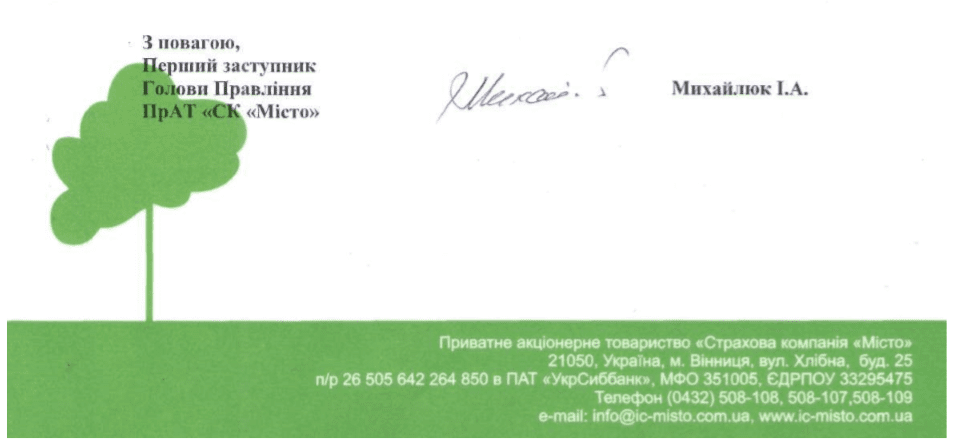 З повагою,
Перший заступник
Голови Правління
ПрАТ «СК «Місто»
Михайлюк І.А.
Приватне акціонерне товариство «Страхова компанія «Місто»
21050, Україна, м. Вінниця, вул. Хлібна, буд. 25
п/р 26 505 642 264 850 в ПАТ «УкрСиббанк», МФО 351005, ЄДРПОУ 33295475
Телефон (0432) 508-108, 508-107,508-109
e-mail: info@ic-misto.com.ua, www.ic-misto.com.ua